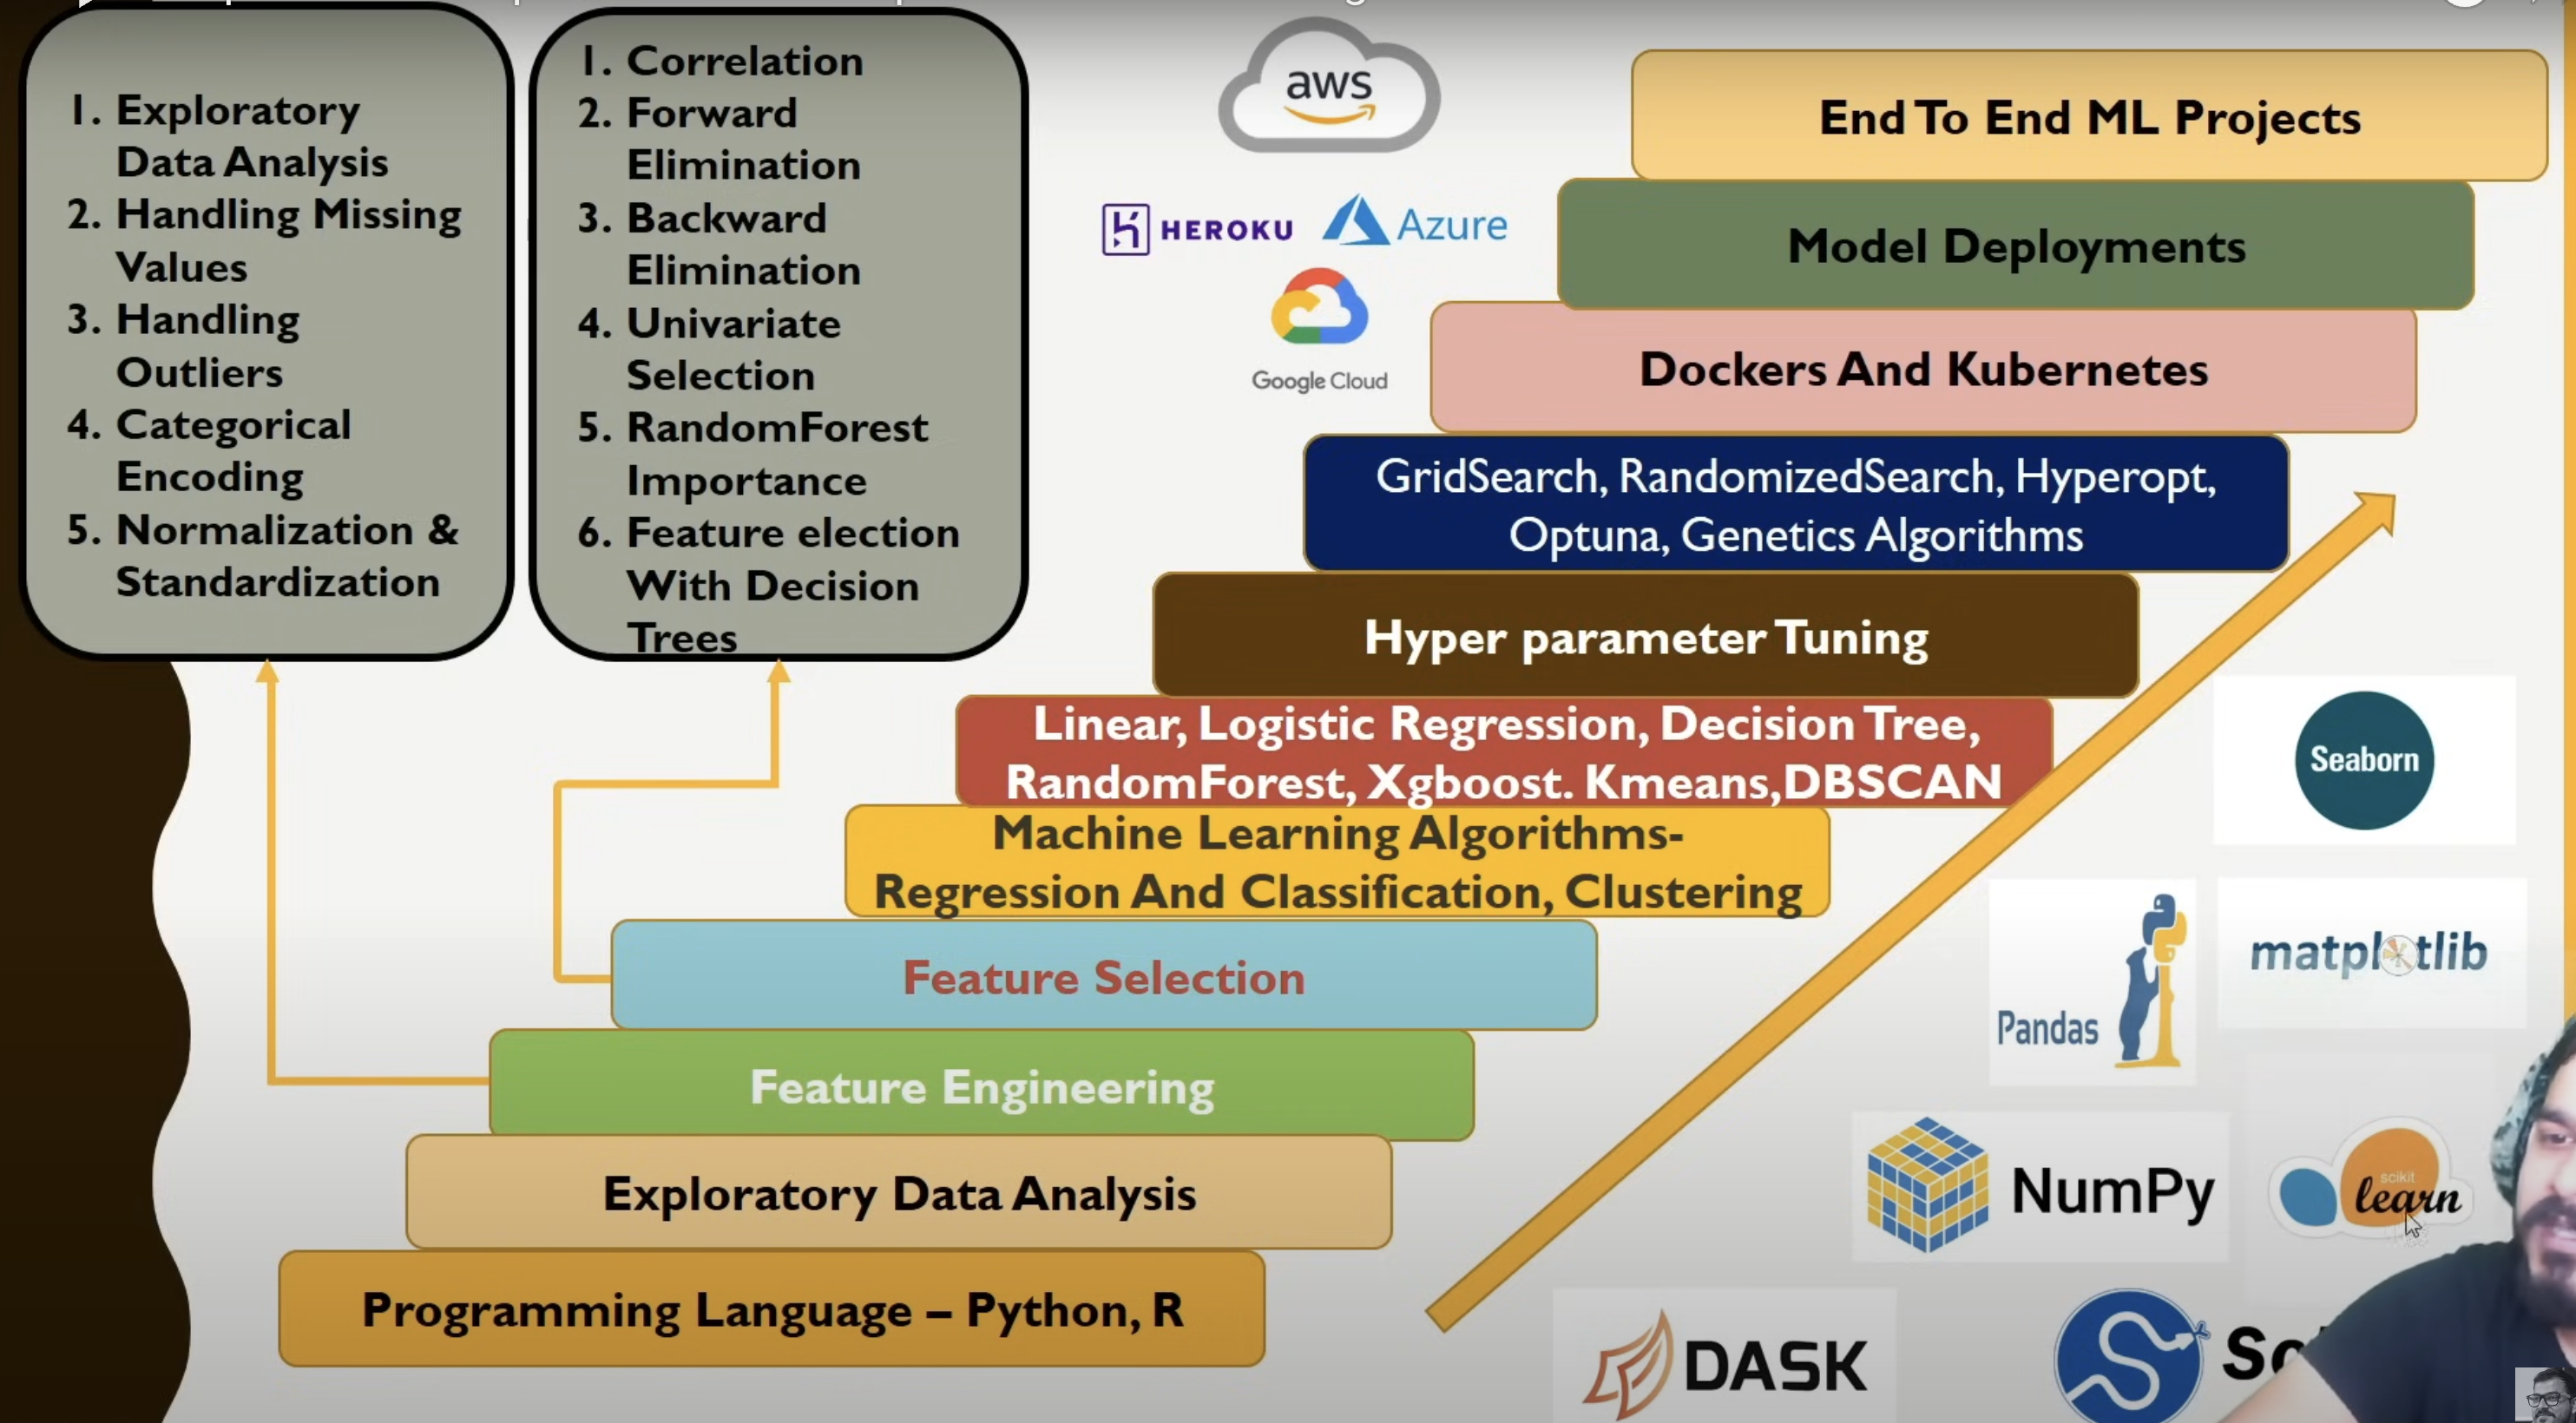 1. Exploratory
Data Analysis
2. Handling Missing
Values
3. Handling
Outliers
4. Categorical
Encoding
5. Normalization &
Standardization
1. Correlation
2. Forward
Elimination
3. Backward
Elimination
4. Univariate
Selection
5. RandomForest
Importance
6. Feature election
With Decision
Trees
aws
HEROKU
Azure
Google Cloud
End To End ML Projects
Model Deployments
Dockers And Kubernetes
GridSearch, RandomizedSearch, Hyperopt,
Optuna, Genetics Algorithms
Hyper parameter Tuning
Linear, Logistic Regression, Decision Tree,
RandomForest, Xgboost. Kmeans,DBSCAN
Machine Learning Algorithms-
Regression And Classification, Clustering
Feature Selection
Feature Engineering
Exploratory Data Analysis
Programming Language – Python, R
Seaborn
Pandas
matplotlib
NumPy
scikit
learn
DASK